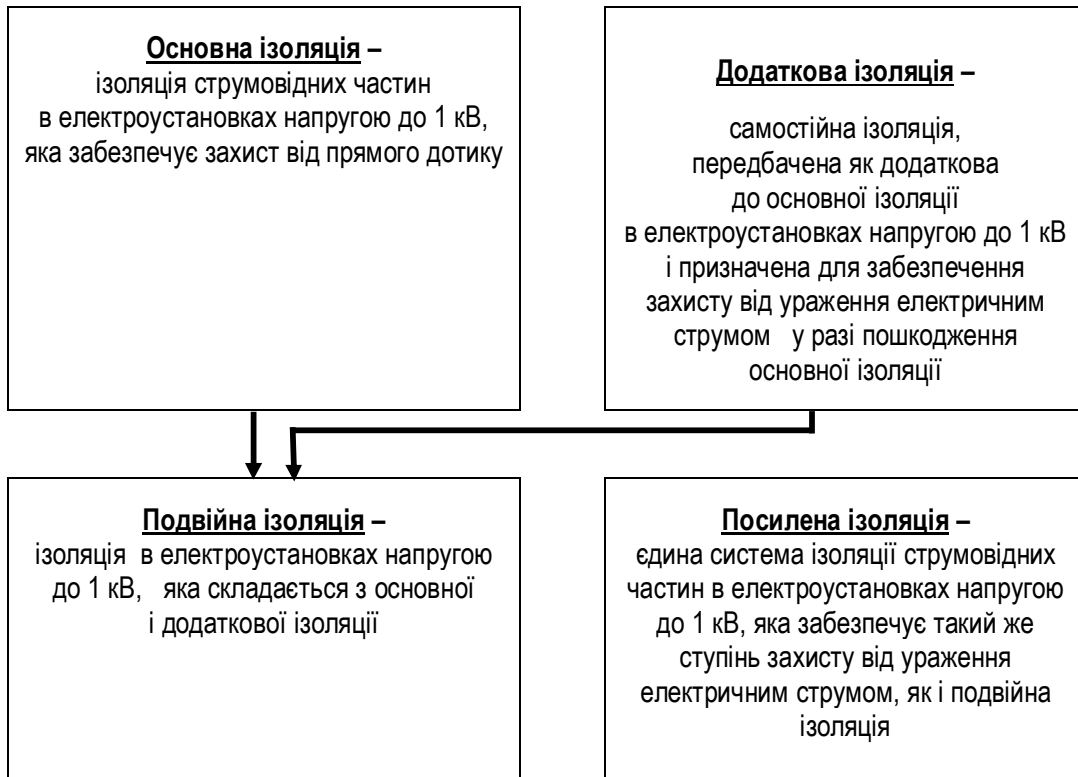 Основна ізоляція –
ізоляція струмовідних частин
в електроустановках напругою до 1 кВ,
яка забезпечує захист від прямого дотику
Додаткова ізоляція –
самостійна ізоляція,
передбачена як додаткова
до основної ізоляції
в електроустановках напругою до 1 кВ
і призначена для забезпечення
захисту від ураження електричним
струмом у разі пошкодження
основної ізоляції
Подвійна ізоляція –
ізоляція в електроустановках напругою
до 1 кВ, яка складається з основної
і додаткової ізоляції
Посилена ізоляція –
єдина система ізоляції струмовідних
частин в електроустановках напругою
до 1 кВ, яка забезпечує такий же
ступінь захисту від ураження
електричним струмом, як і подвійна
ізоляція